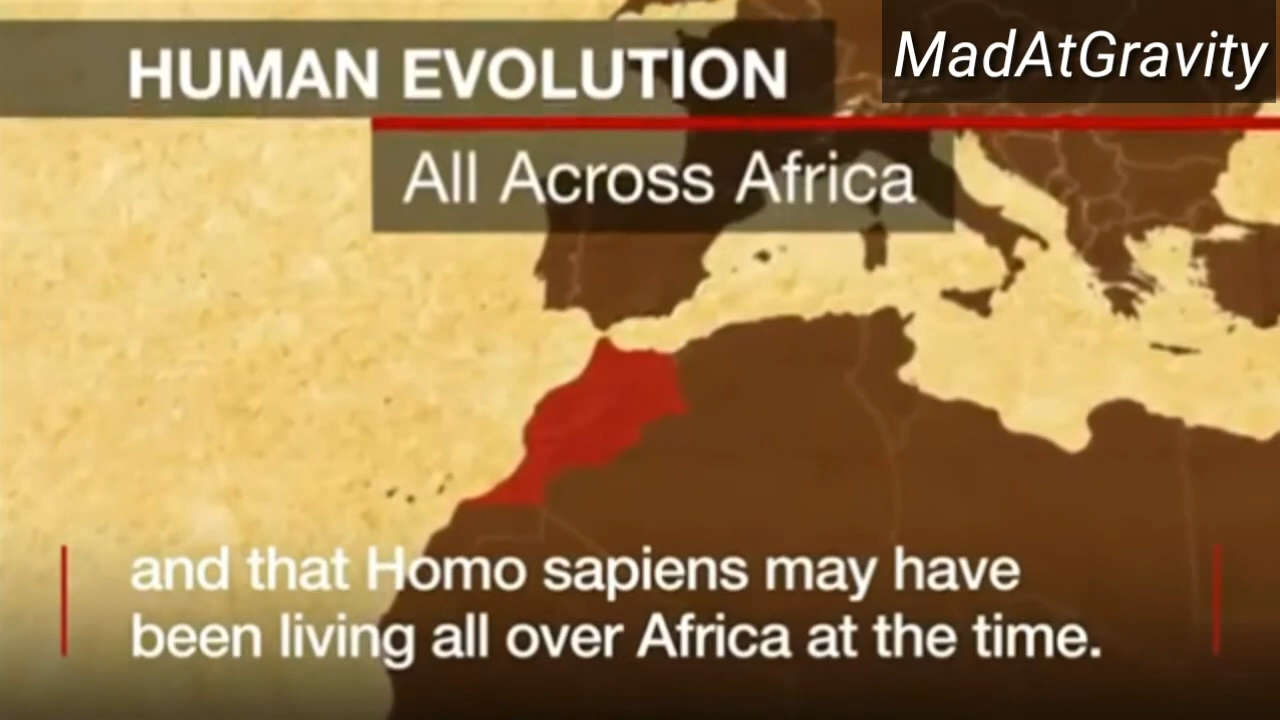 HUMAN EVOLUTION
MadAtGravity
All Across Africa
and that Homo sapiens may have
been living all over Africa at the time.